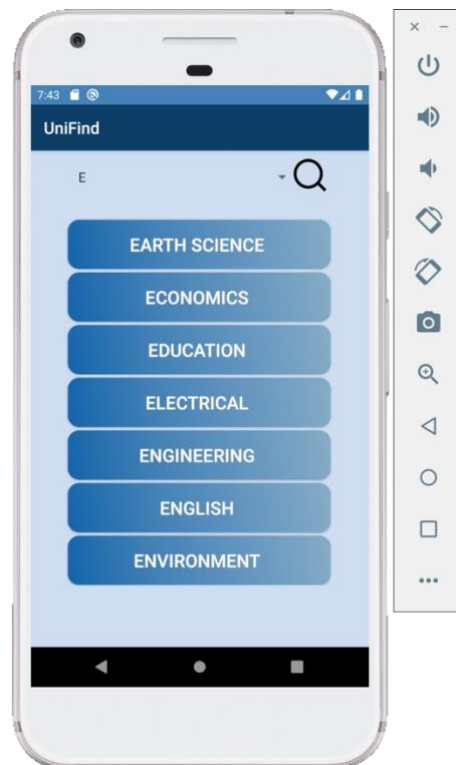 7:43
UniFind
E
EARTH SCIENCE
ECONOMICS
EDUCATION
ELECTRICAL
ENGINEERING
ENGLISH
ENVIRONMENT